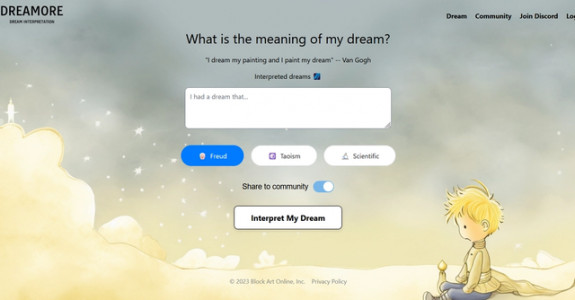 DREAMORE
DREAM INTERPRETATION
Dream Community Join Discord
What is the meaning of my dream?
"I dream my painting and I paint my dream" -- Van Gogh
Interpreted dreams
I had a dream that...
Freud Taoism Scientific
Share to community
Interpret My Dream
© 2023 Block Art Online, Inc. Privacy Policy